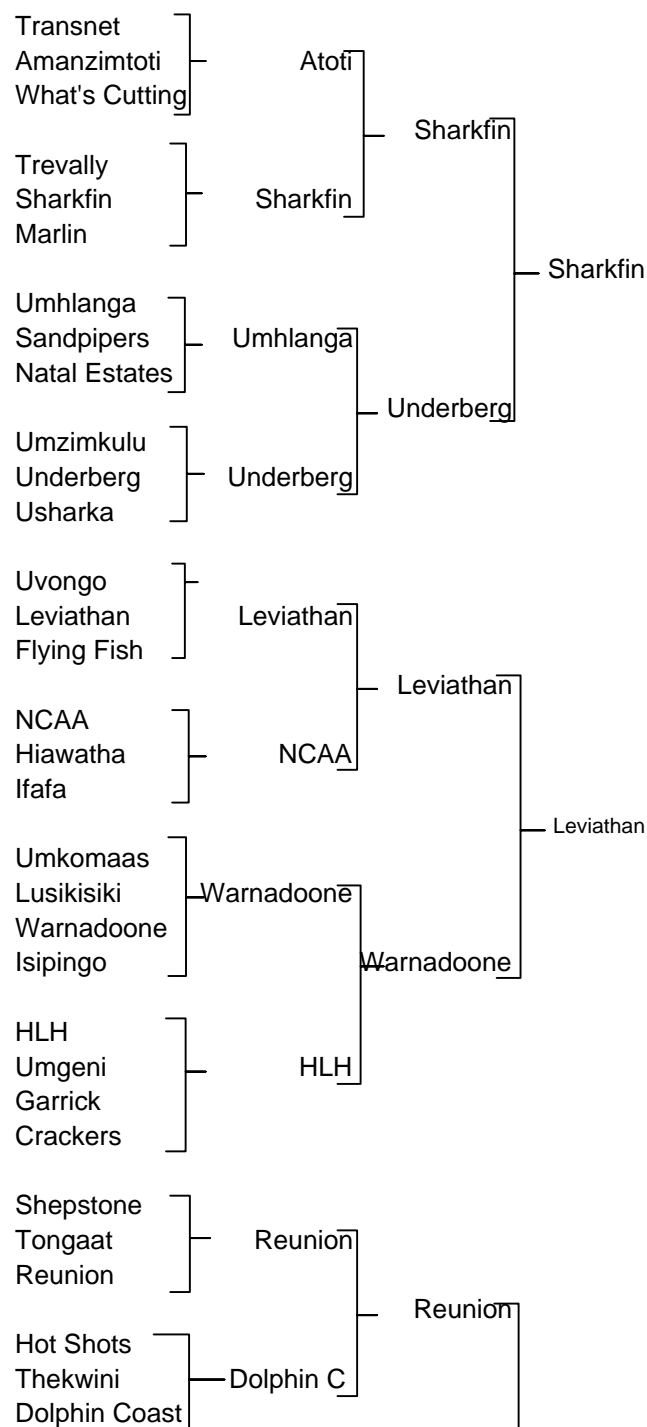 Transnet
Amanzimtoti
What's Cutting
Atoti
Sharkfin
Trevally
Sharkfin
Marlin
Sharkfin
Sharkfin
Umhlanga
Sandpipers
Natal Estates
Umhlanga
Underberg
Umzimkulu
Underberg
Usharka
Underberg
Uvongo
Leviathan
Flying Fish
Leviathan
Leviathan
NCAA
Hiawatha
Ifafa
NCAA
Leviathan
Umkomaas
Lusikisiki
Warnadoone
Isipingo
Warnadoone
Warnadoone
HLH
Umgeni
Garrick
Crackers
HLH
Shepstone
Tongaat
Reunion
Reunion
Reunion
Hot Shots
Thekwini
Dolphin Coast
Dolphin C